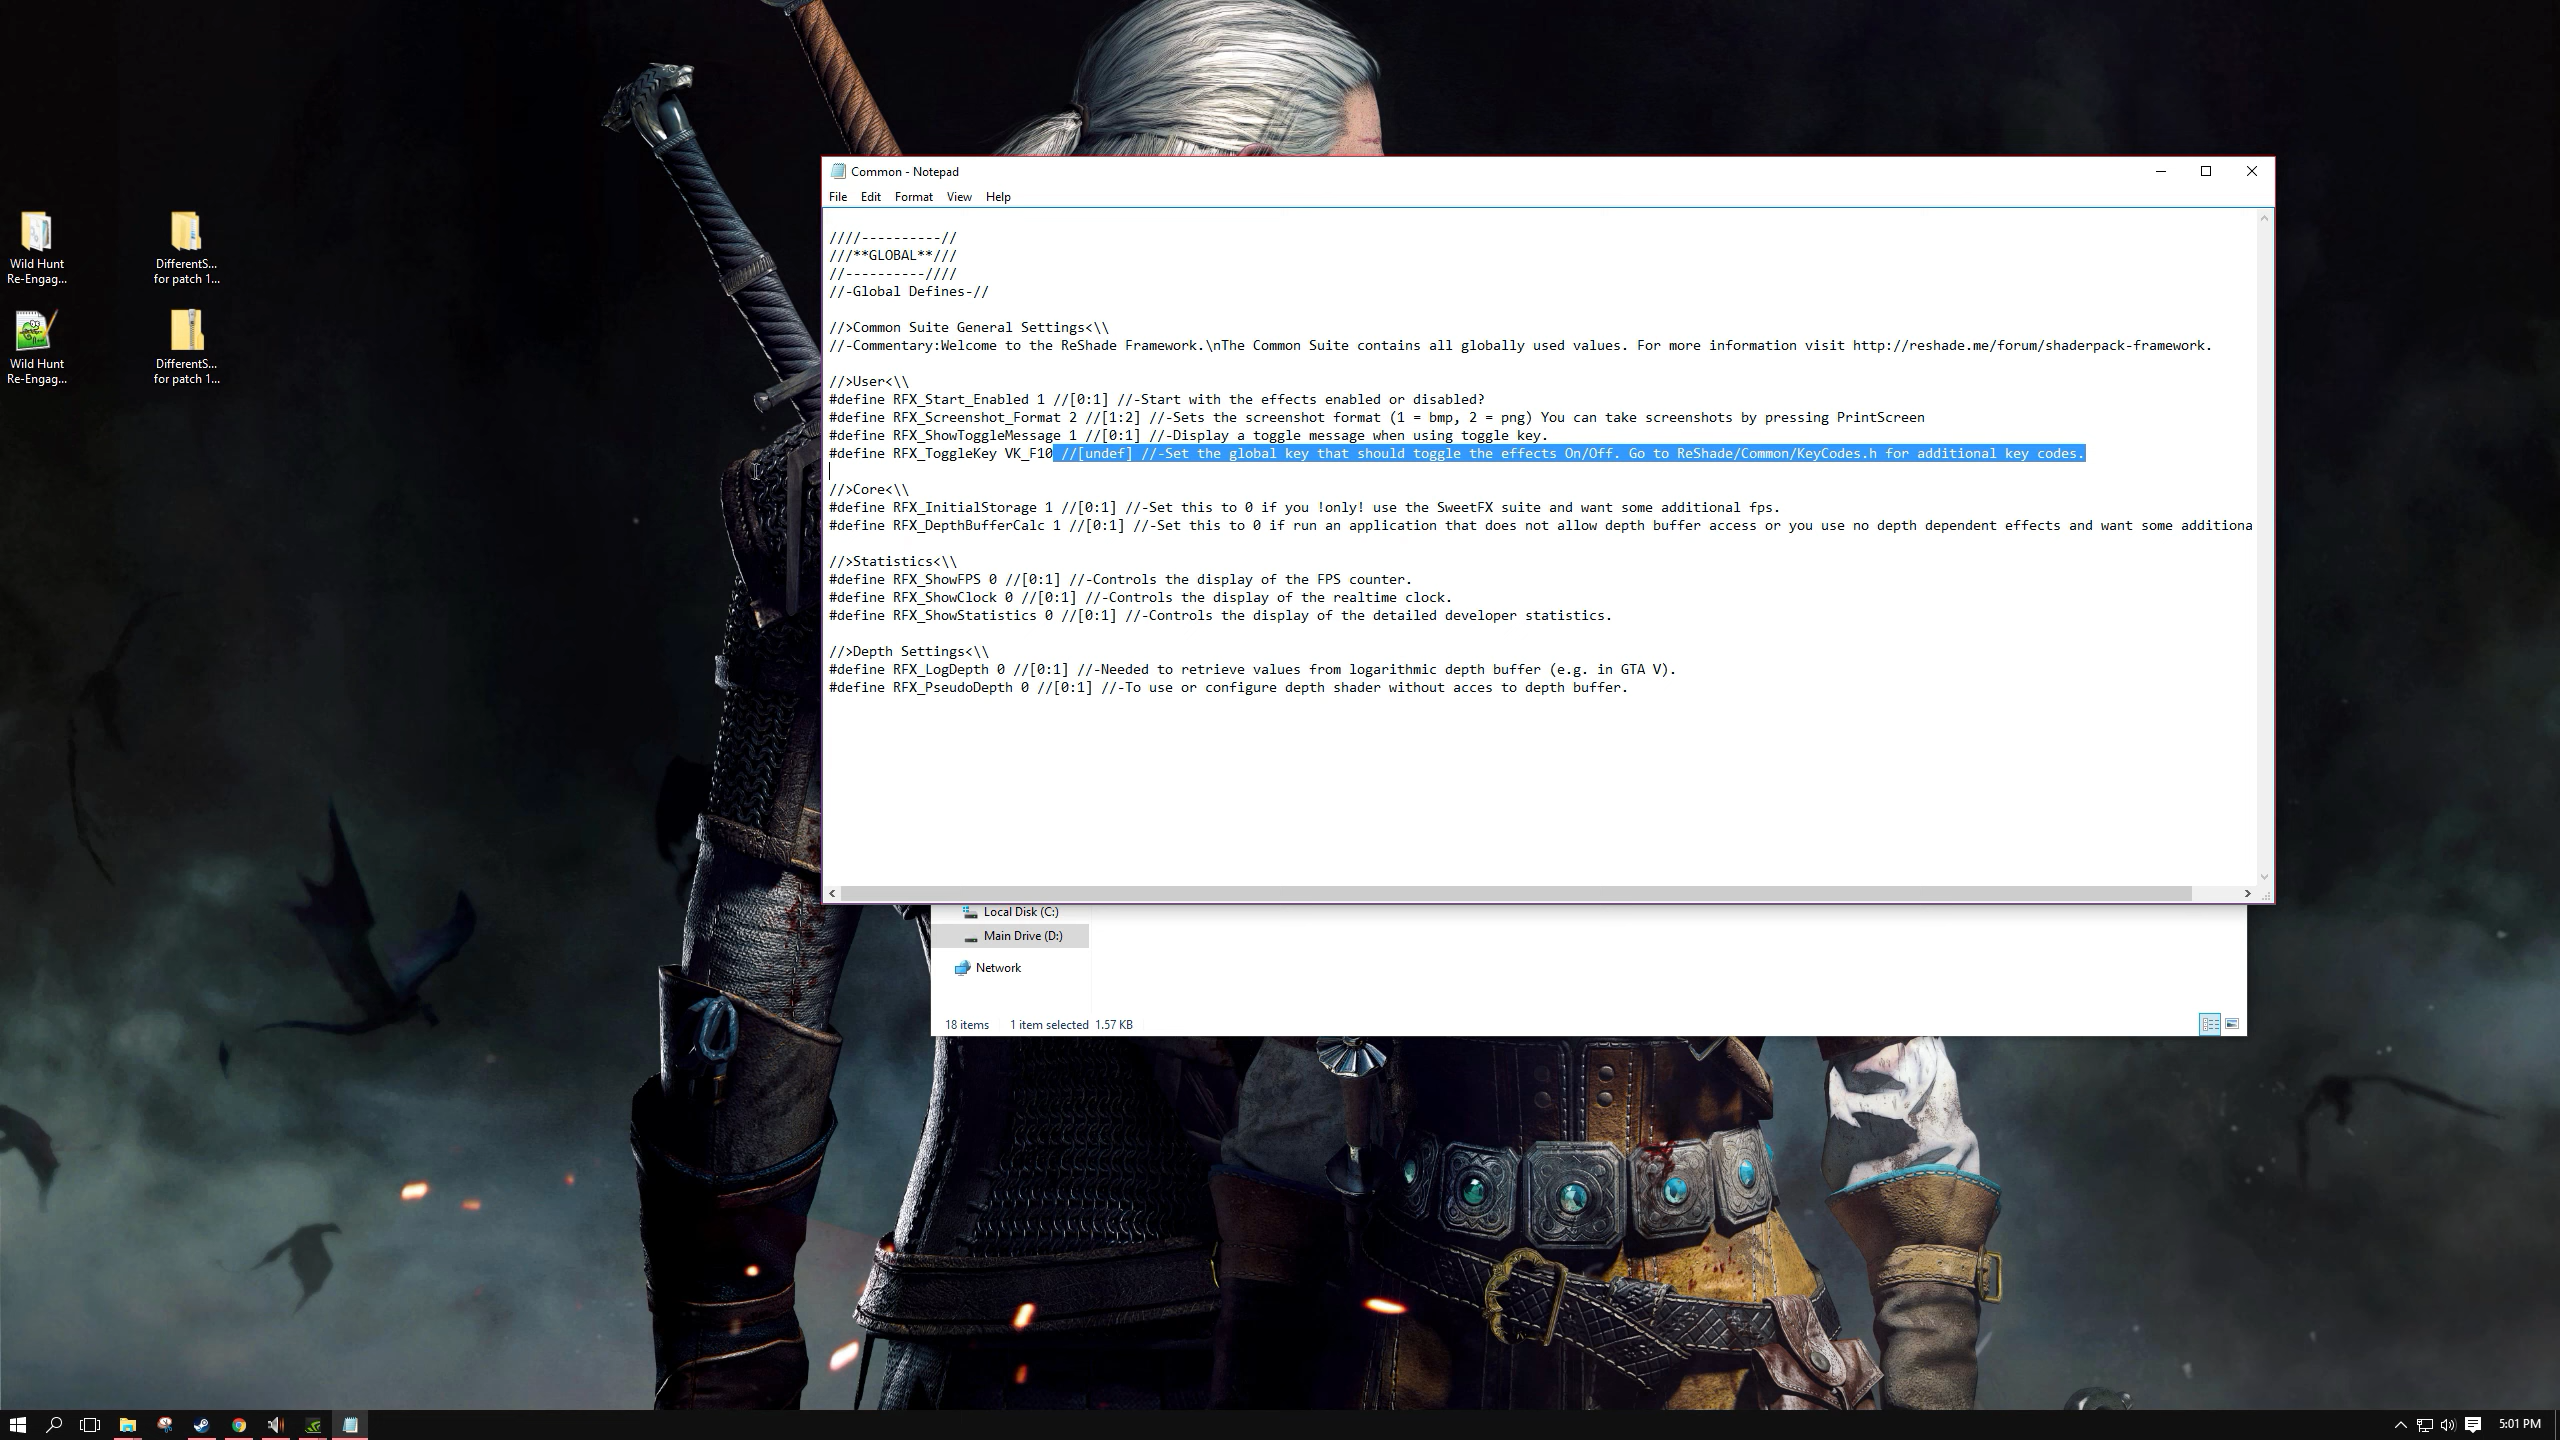 Wild Hunt
Re-Engag...
DifferentS...
for patch 1...
Wild Hunt
Re-Engag...
DifferentS...
for patch 1...
Common - Notepad
File Edit Format View Help
////----------//
///**GLOBAL**///
//----------////
//-Global Defines-//
//>Common Suite General Settings<\\
//-Commentary:Welcome to the ReShade Framework.\nThe Common Suite contains all globally used values. For more information visit http://reshade.me/forum/shaderpack-framework.
//>User<\\
#define RFX_Start_Enabled 1 //[0:1] //-Start with the effects enabled or disabled?
#define RFX_Screenshot_Format 2 //[1:2] //-Sets the screenshot format (1 = bmp, 2 = png) You can take screenshots by pressing PrintScreen
#define RFX_ShowToggleMessage 1 //[0:1] //-Display a toggle message when using toggle key.
#define RFX_ToggleKey VK_F10 //[undef] //-Set the global key that should toggle the effects On/Off. Go to ReShade/Common/KeyCodes.h for additional key codes.
//>Core<\\
#define RFX_InitialStorage 1 //[0:1] //-Set this to 0 if you !only! use the SweetFX suite and want some additional fps.
#define RFX_DepthBufferCalc 1 //[0:1] //-Set this to 0 if run an application that does not allow depth buffer access or you use no depth dependent effects and want some additiona
//>Statistics<\\
#define RFX_ShowFPS 0 //[0:1] //-Controls the display of the FPS counter.
#define RFX_ShowClock 0 //[0:1] //-Controls the display of the realtime clock.
#define RFX_ShowStatistics 0 //[0:1] //-Controls the display of the detailed developer statistics.
//>Depth Settings<\\
#define RFX_LogDepth 0 //[0:1] //-Needed to retrieve values from logarithmic depth buffer (e.g. in GTA V).
#define RFX_PseudoDepth 0 //[0:1] //-To use or configure depth shader without acces to depth buffer.
Local Disk (C:)
Main Drive (D:)
Network
18 items 1 item selected 1.57 KB
5:01 PM